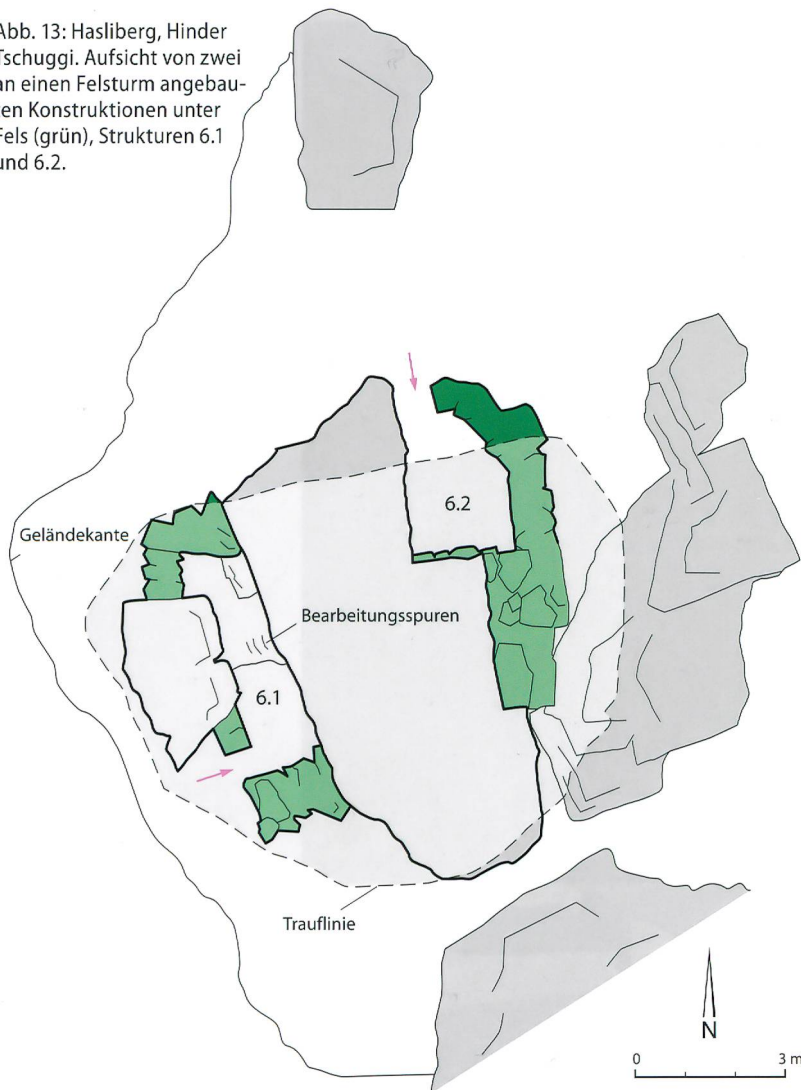 Abb. 13: Hasliberg, Hinder
Tschuggi. Aufsicht von zwei
an einen Felsturm angebau-
ten Konstruktionen unter
Fels (grün), Strukturen 6.1
und 6.2.
6.2
Geländekante
Bearbeitungsspuren
6.1
Trauflinie
N
0 3 m